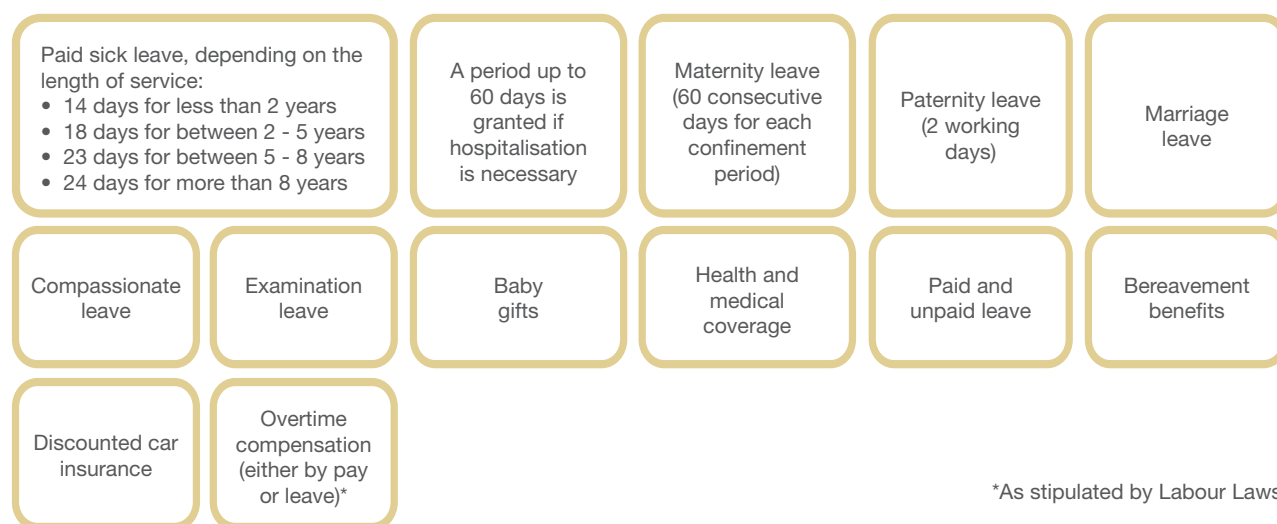 Paid sick leave, depending on the
length of service:
• 14 days for less than 2 years
• 18 days for between 2 - 5 years
• 23 days for between 5 - 8 years
• 24 days for more than 8 years
A period up to
60 days is
granted if
hospitalisation
is necessary
Maternity leave
(60 consecutive
days for each
confinement
period)
Paternity leave
(2 working
days)
Marriage
leave
Compassionate
leave
Examination
leave
Baby
gifts
Health and
medical
coverage
Paid and
unpaid leave
Bereavement
benefits
Discounted car
insurance
Overtime
compensation
(either by pay
or leave)*
*As stipulated by Labour Laws